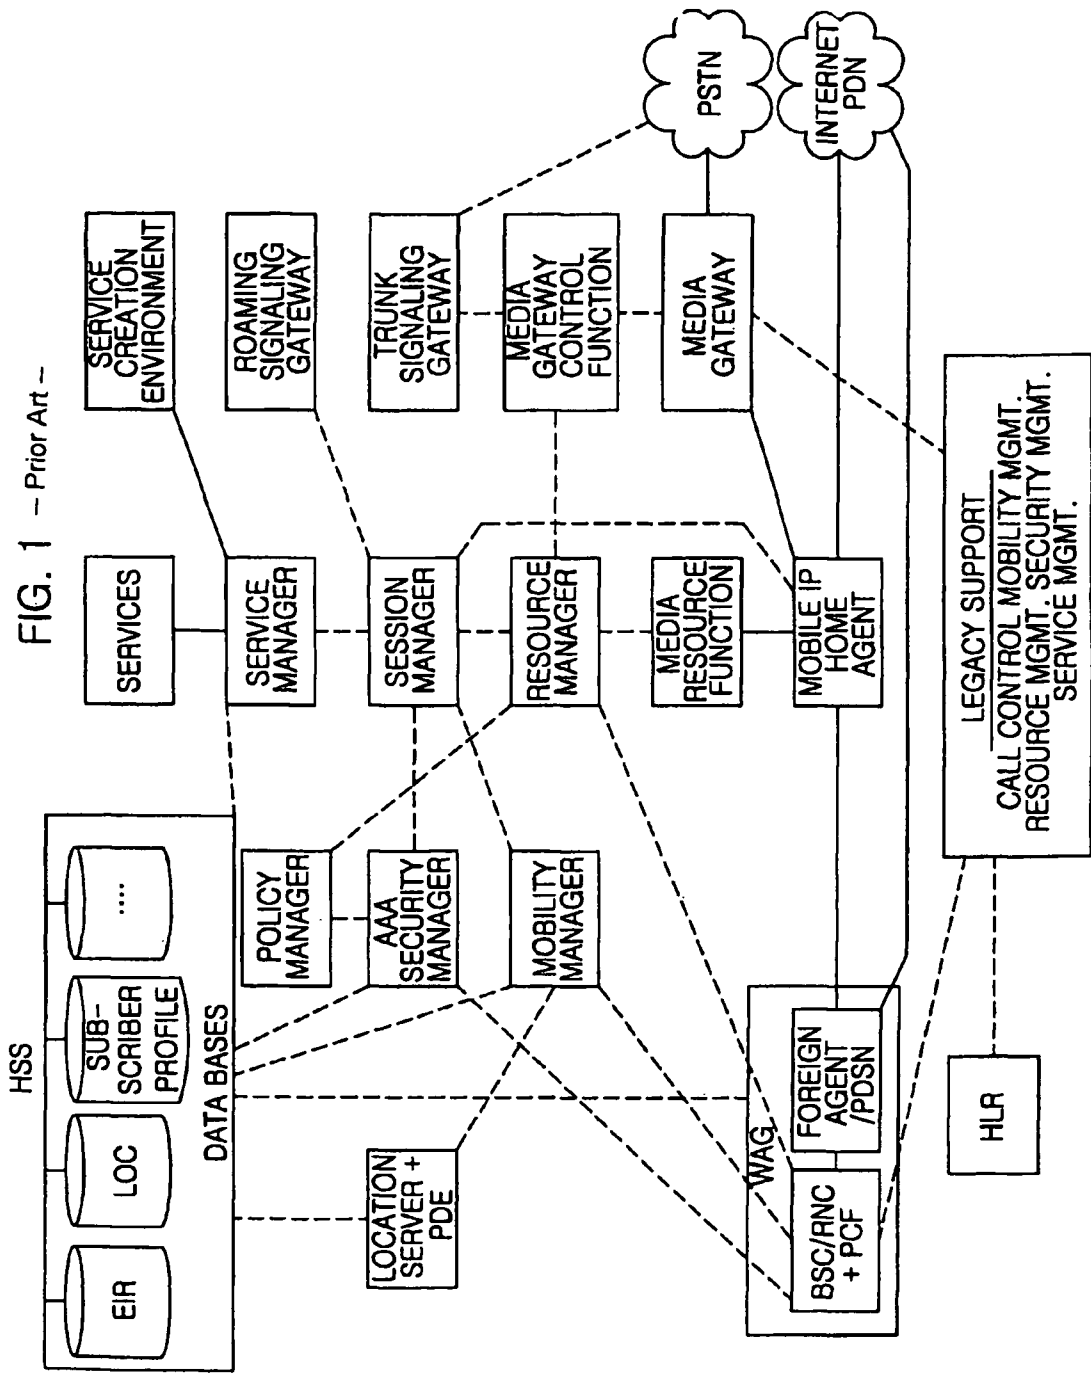 FIG. 1 – Prior Art –
HSS
EIR
LOC
SUB-
SCRIBER
PROFILE
....
DATA BASES
SERVICES
SERVICE
CREATION
ENVIRONMENT
POLICY
MANAGER
SERVICE
MANAGER
ROAMING
SIGNALING
GATEWAY
LOCATION
SERVER +
PDE
AAA
SECURITY
MANAGER
SESSION
MANAGER
TRUNK
SIGNALING
GATEWAY
MOBILITY
MANAGER
RESOURCE
MANAGER
MEDIA
GATEWAY
CONTROL
FUNCTION
MEDIA
RESOURCE
FUNCTION
MEDIA
GATEWAY
PSTN
WAG
BSC/RNC
+ PCF
FOREIGN
AGENT
/PDSN
MOBILE IP
HOME
AGENT
INTERNET
PDN
HLR
LEGACY SUPPORT
CALL CONTROL MOBILITY MGMT.
RESOURCE MGMT. SECURITY MGMT.
SERVICE MGMT.